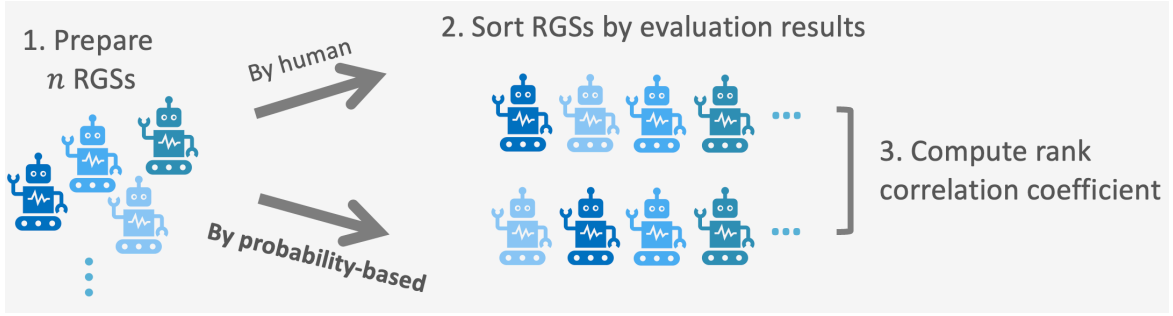 1. Prepare
n RGSs
By human
By probability-based
2. Sort RGSs by evaluation results
3. Compute rank
correlation coefficient